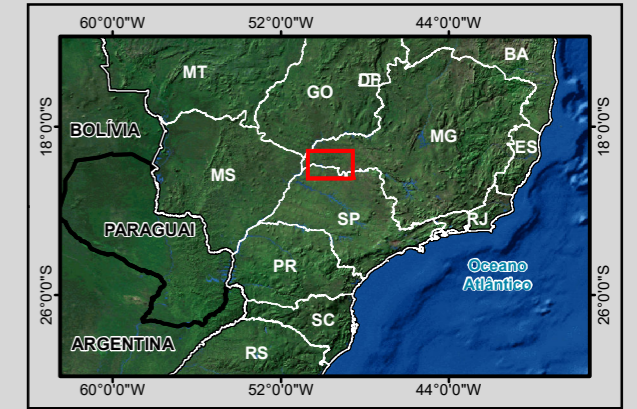 60°0'0"W 52°0'0"W 44°0'0"W
BA
MT
DF
GO
18°0'0"S 18°0'0"S
BOLÍVIA
MG
ES
MS
SP
RJ
PARAGUAI
PR
Oceano
Atlântico
26°0'0"S 26°0'0"S
SC
ARGENTINA
RS
60°0'0"W 52°0'0"W 44°0'0"W